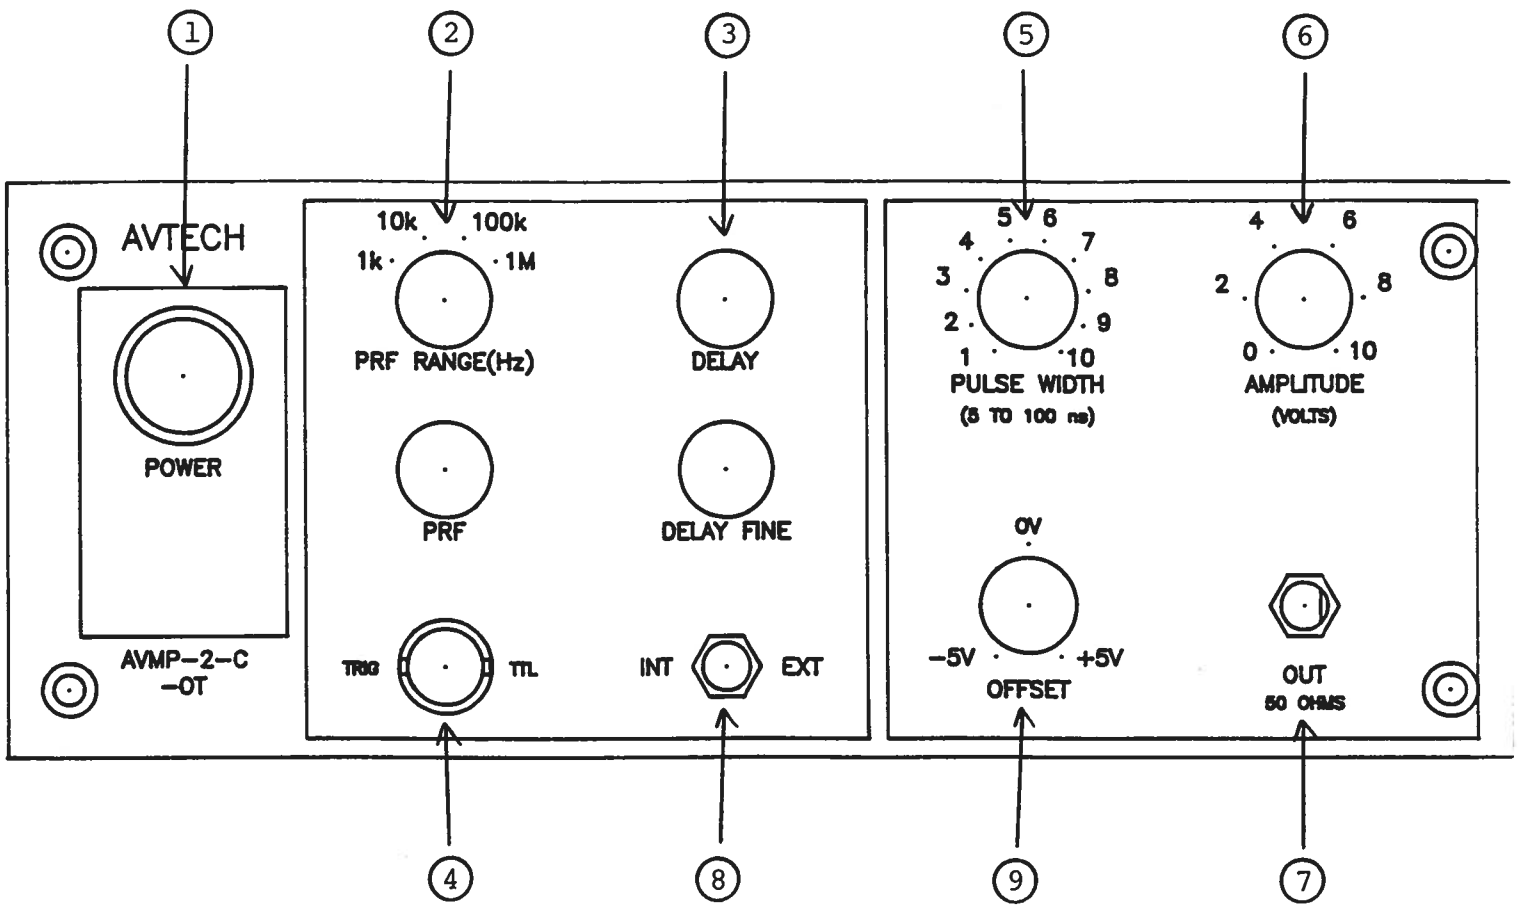 1 2 3 5 6
AVTECH
POWER
AVMP-2-C
-OT
10k 100k
1k 1M
PRF RANGE(Hz)
DELAY
PRF
DELAY FINE
TRIG TTL
INT EXT
5 6
4 7
3 8
2 9
1 10
PULSE WIDTH
(5 TO 100 ns)
4 6
2 8
0 10
AMPLITUDE
(VOLTS)
0V
-5V +5V
OFFSET
OUT
50 OHMS
4 8 9 7